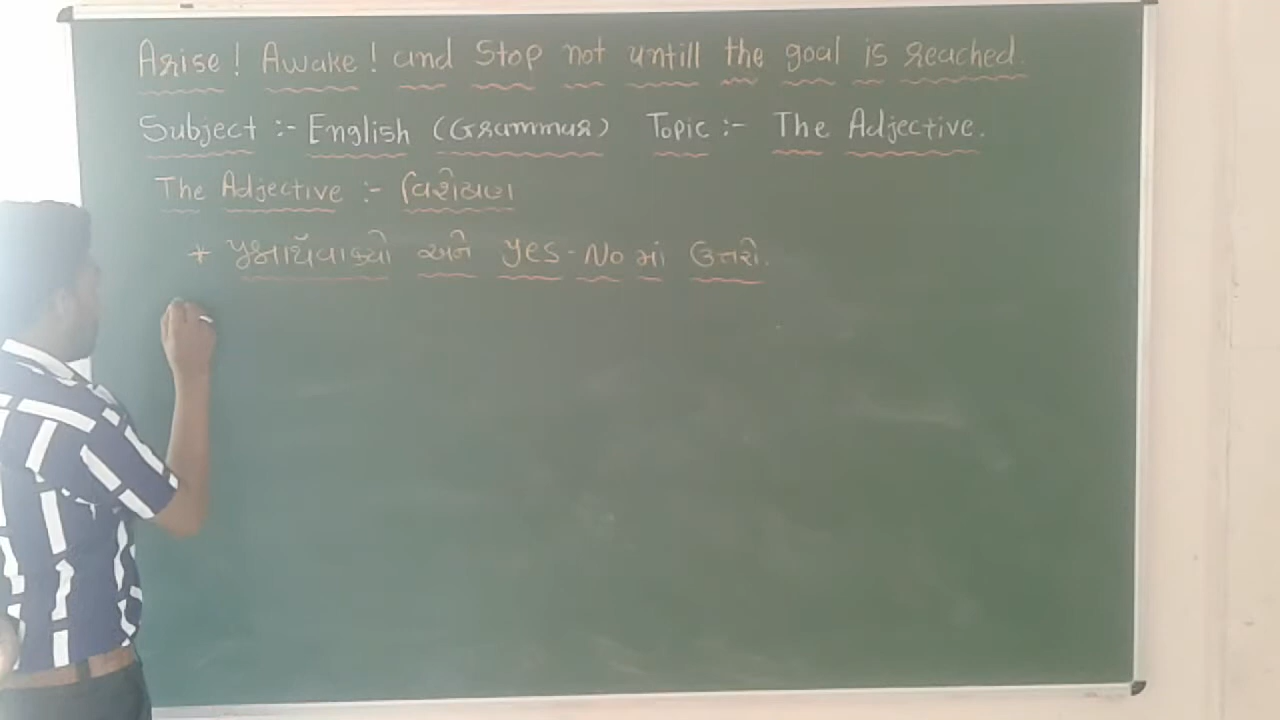 Arise! Awake! and Stop not untill the goal is reached.
Subject :- English (Grammar) Topic :- The Adjective.
The Adjective :- વિશેષણ
* પ્રશ્નાર્થવાક્યો અને Yes-No માં ઉત્તરો.